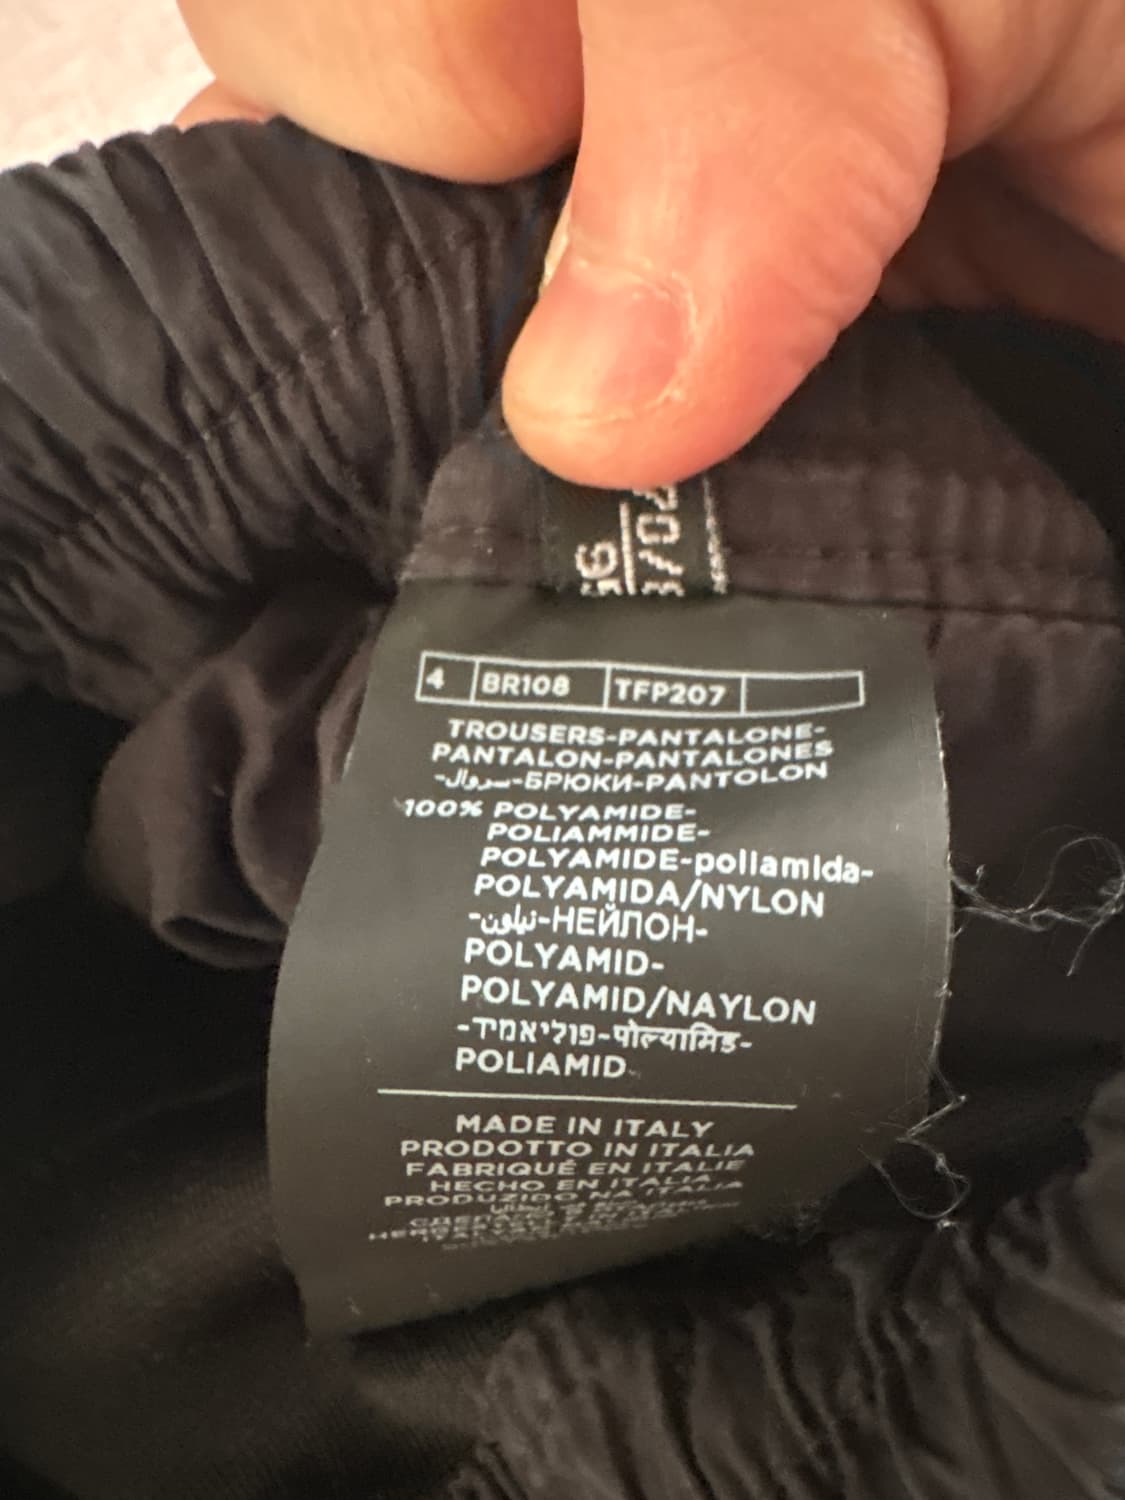 4 BR108 TFP207
TROUSERS-PANTALONE-
PANTALON-PANTALONES
-سروال-БРЮКИ-PANTOLON
100% POLYAMIDE-
POLIAMMIDE-
POLYAMIDE-poliamida-
POLYAMIDA/NYLON
-نيلون-НЕЙЛОН-
POLYAMID-
POLYAMID/NAYLON
-פוליאמיד-पोल्यामिड-
POLIAMID
MADE IN ITALY
PRODOTTO IN ITALIA
FABRIQUÉ EN ITALIE
HECHO EN ITALIA
PRODUZIDO NA ITALIA